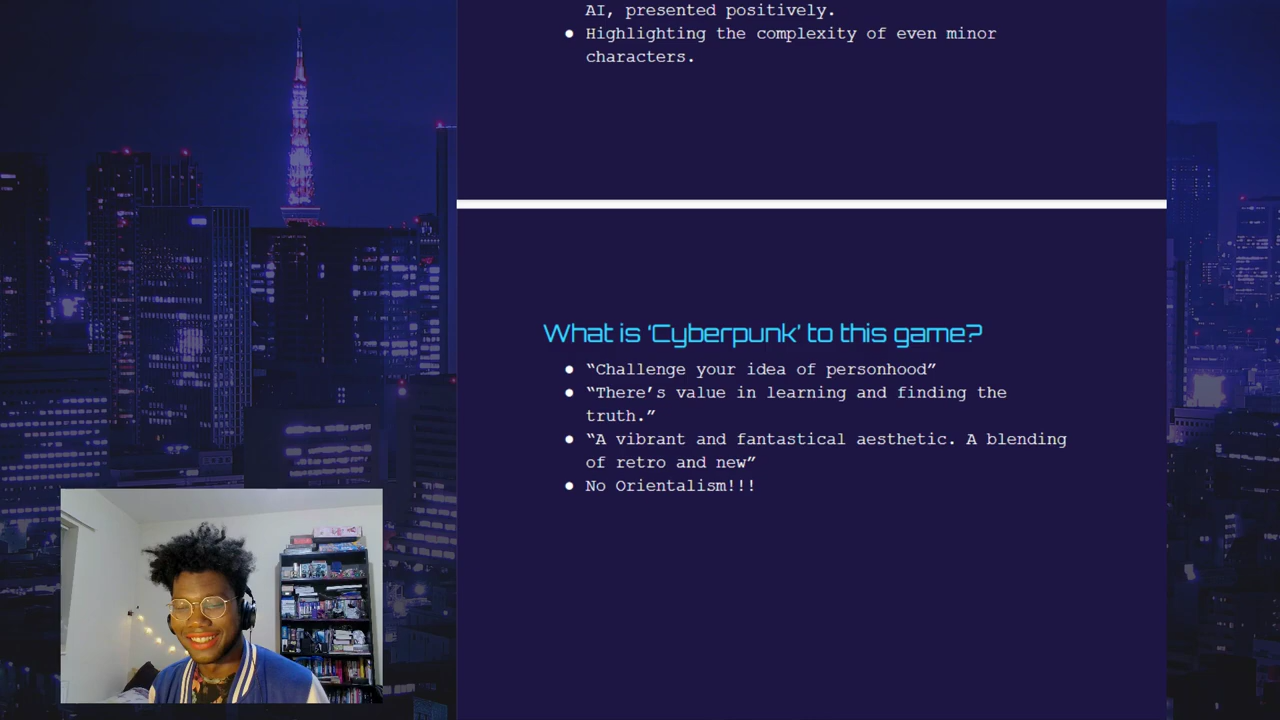 AI, presented positively.
● Highlighting the complexity of even minor
characters.
What is ‘Cyberpunk’ to this game?
● “Challenge your idea of personhood”
● “There’s value in learning and finding the
truth.”
● “A vibrant and fantastical aesthetic. A blending
of retro and new”
● No Orientalism!!!